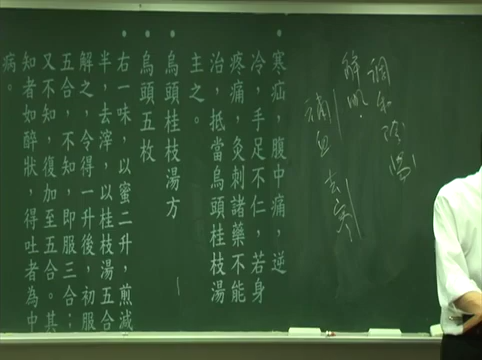 調和陰陽
解肌
補血 去寒
•寒疝,腹中痛,逆
冷,手足不仁,若身
疼痛,灸刺諸藥不能
治,抵當烏頭桂枝湯
主之。
•烏頭桂枝湯方
•烏頭五枚
•右一味,以蜜二升,煎減
半,去滓,以桂枝湯五合
解之,令得一升後,初服
五合,不知,即服三合;
又不知,復加至五合。其
知者如醉狀,得吐者為中
病。